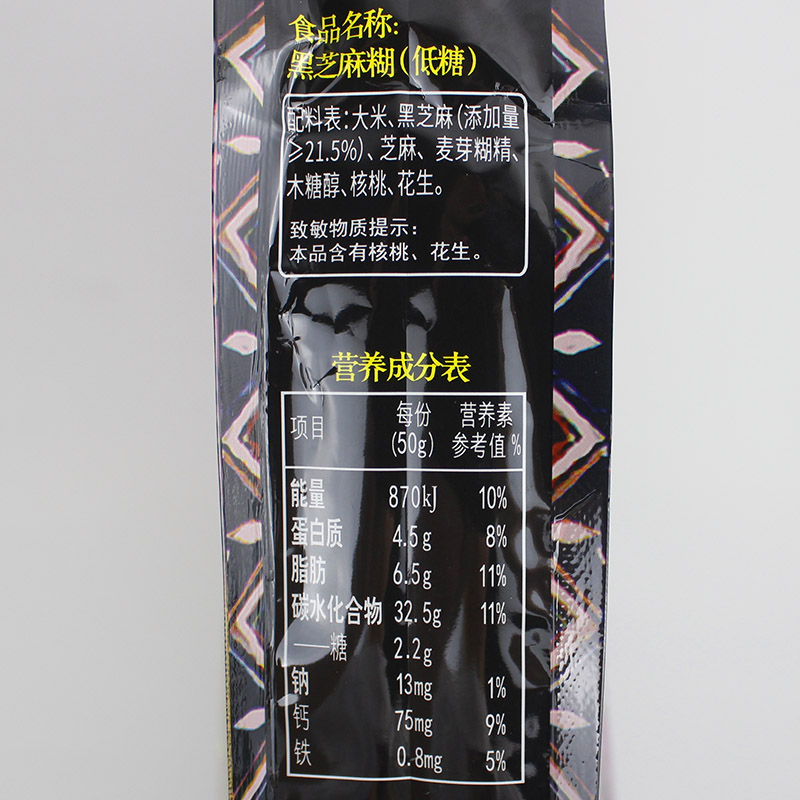 食品名称:
黑芝麻糊(低糖)
配料表:大米、黑芝麻(添加量
≥21.5%)、芝麻、麦芽糊精、
木糖醇、核桃、花生。
致敏物质提示:
本品含有核桃、花生。
营养成分表
项目 每份(50g) 营养素参考值 %
能量 870kJ 10%
蛋白质 4.5g 8%
脂肪 6.5g 11%
碳水化合物 32.5g 11%
——糖 2.2g
钠 13mg 1%
钙 75mg 9%
铁 0.8mg 5%